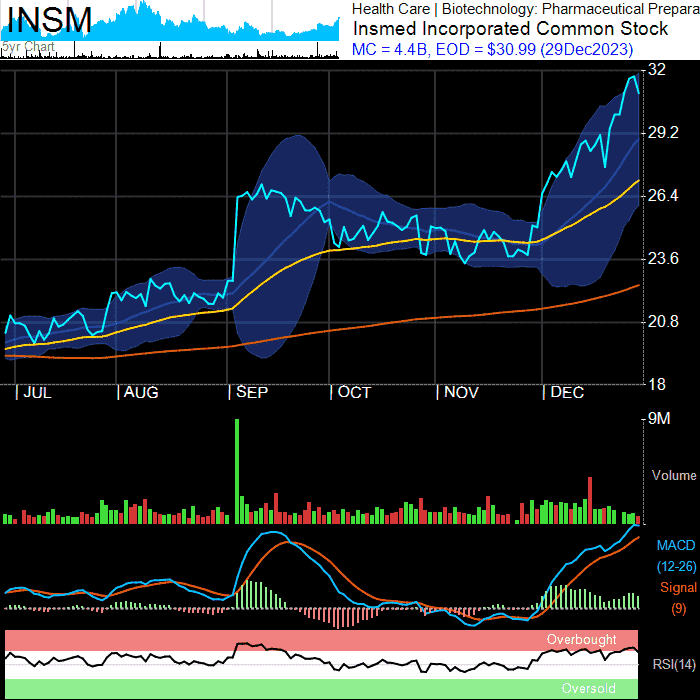 INSM
5yr Chart
Health Care | Biotechnology: Pharmaceutical Prepara
Insmed Incorporated Common Stock
MC = 4.4B, EOD = $30.99 (29Dec2023)
32
29.2
26.4
23.6
20.8
18
| JUL | AUG | SEP | OCT | NOV | DEC
9M
Volume
MACD
(12-26)
Signal
(9)
Overbought
RSI(14)
Oversold